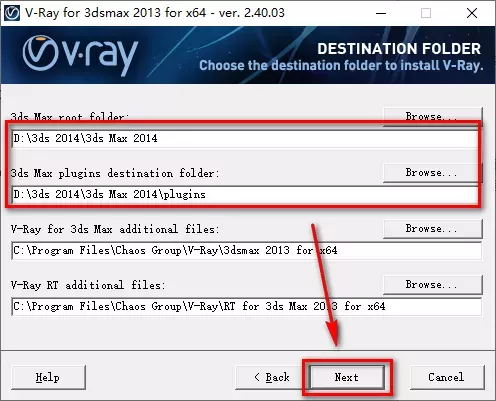 V-Ray for 3dsmax 2013 for x64 - ver. 2.40.03
v·ray
DESTINATION FOLDER
Choose the destination folder to install V-Ray.
3ds Max root folder:
Browse...
D:\3ds 2014\3ds Max 2014
3ds Max plugins destination folder:
Browse...
D:\3ds 2014\3ds Max 2014\plugins
V-Ray for 3ds Max additional files:
Browse...
C:\Program Files\Chaos Group\V-Ray\3dsmax 2013 for x64
V-Ray RT additional files:
Browse...
C:\Program Files\Chaos Group\V-Ray\RT for 3ds Max 2013 for x64
Help
< Back
Next
Cancel